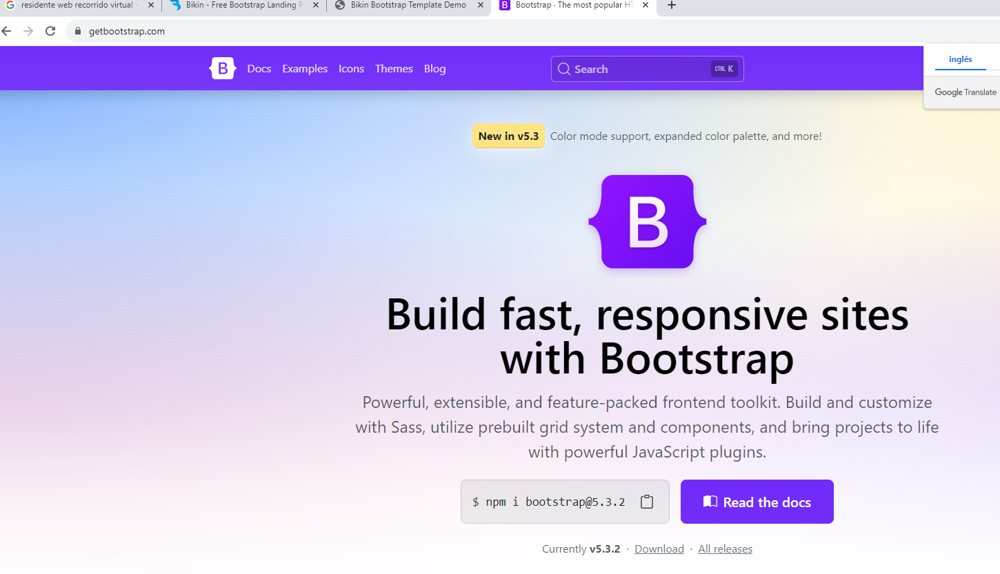 residente web recorrido virtual -
Bikin - Free Bootstrap Landing P
Bikin Bootstrap Template Demo
B
Bootstrap · The most popular HT
getbootstrap.com
B
Docs
Examples
Icons
Themes
Blog
Search
CTRL K
inglés
Google Translate
New in v5.3
Color mode support, expanded color palette, and more!
B
Build fast, responsive sites
with Bootstrap
Powerful, extensible, and feature-packed frontend toolkit. Build and customize
with Sass, utilize prebuilt grid system and components, and bring projects to life
with powerful JavaScript plugins.
$ npm i bootstrap@5.3.2
Read the docs
Currently v5.3.2 · Download · All releases